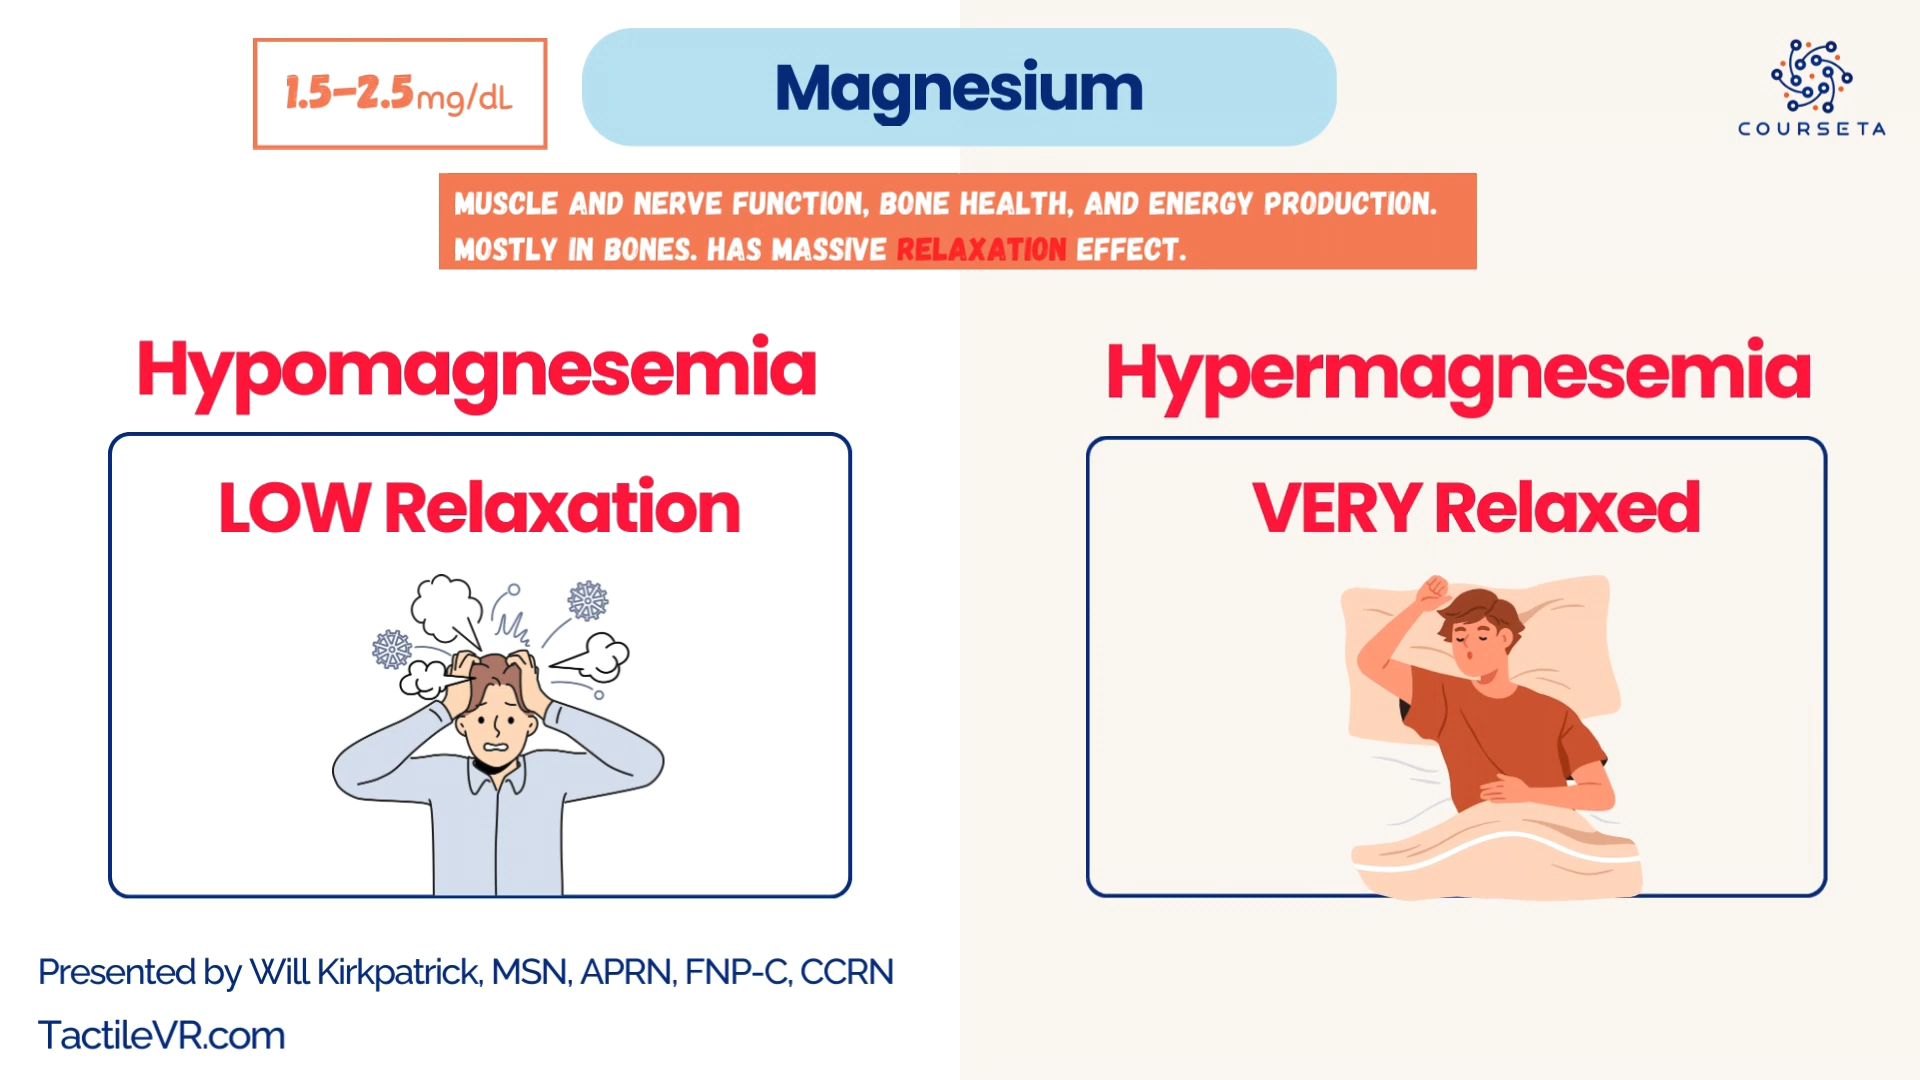 1.5-2.5 mg/dL
Magnesium
COURSETA
MUSCLE AND NERVE FUNCTION, BONE HEALTH, AND ENERGY PRODUCTION.
MOSTLY IN BONES. HAS MASSIVE RELAXATION EFFECT.
Hypomagnesemia
LOW Relaxation
Hypermagnesemia
VERY Relaxed
Presented by Will Kirkpatrick, MSN, APRN, FNP-C, CCRN
TactileVR.com